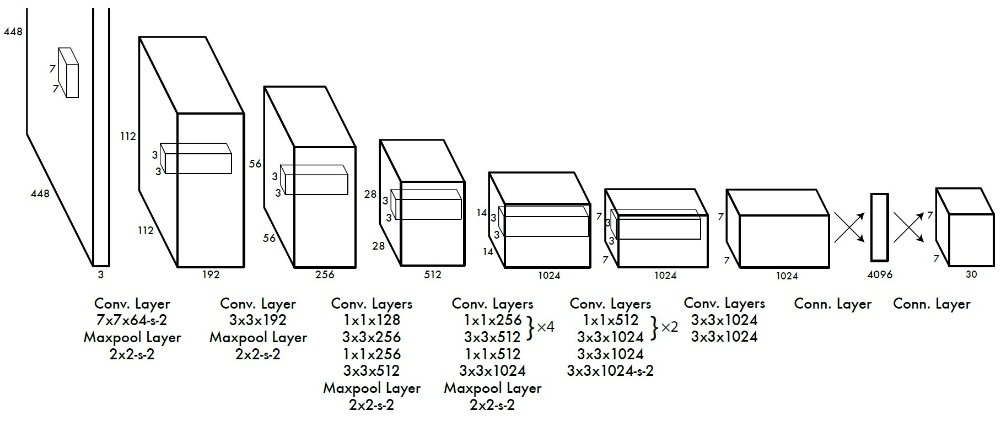 448
7
7
448
3
112
3
3
112
192
56
3
3
56
256
28
3
3
28
512
14
3
3
14
1024
7
3
3
7
1024
7
7
1024
4096
7
7
30
Conv. Layer
7x7x64-s-2
Maxpool Layer
2x2-s-2
Conv. Layer
3x3x192
Maxpool Layer
2x2-s-2
Conv. Layers
1x1x128
3x3x256
1x1x256
3x3x512
Maxpool Layer
2x2-s-2
Conv. Layers
1x1x256
3x3x512
}×4
1x1x512
3x3x1024
Maxpool Layer
2x2-s-2
Conv. Layers
1x1x512
3x3x1024
}×2
3x3x1024
3x3x1024-s-2
Conv. Layers
3x3x1024
3x3x1024
Conn. Layer
Conn. Layer